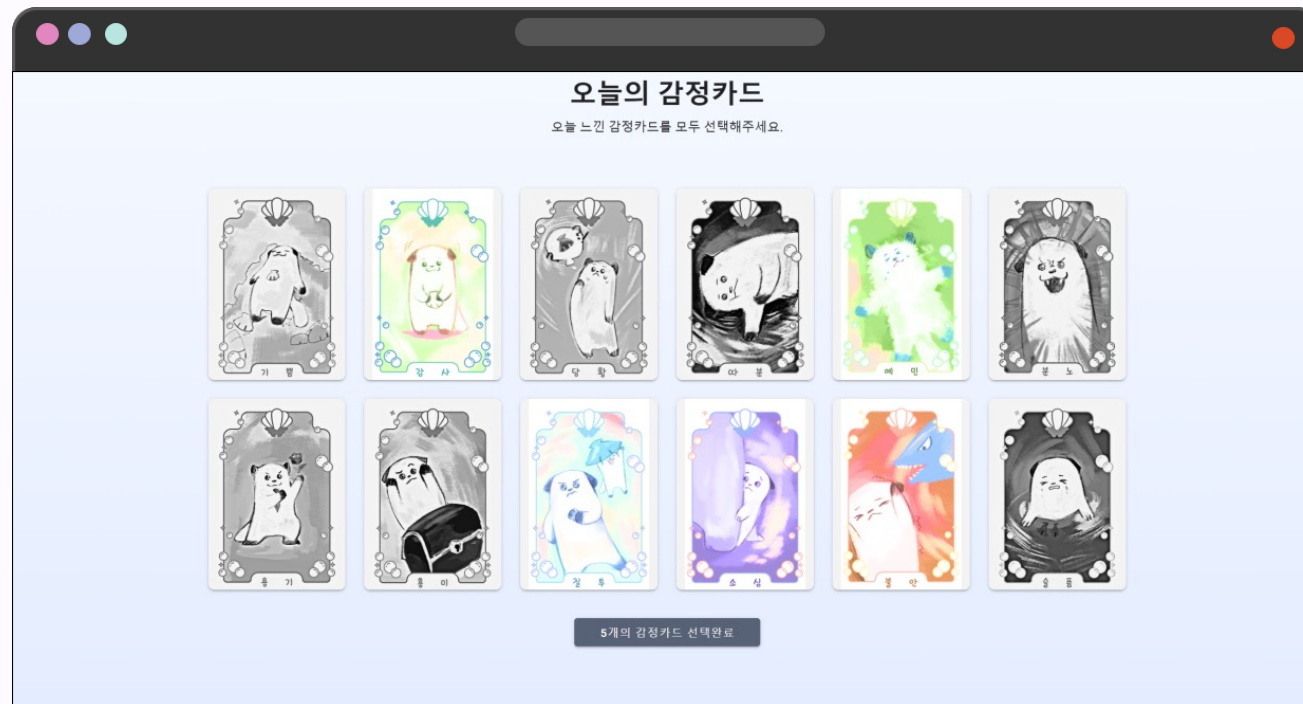 오늘의 감정카드
오늘 느낀 감정카드를 모두 선택해주세요.
기 쁨
감 사
당 황
따 분
예 민
분 노
용 기
흥 미
질 투
소 심
불 안
슬 픔
5개의 감정카드 선택완료